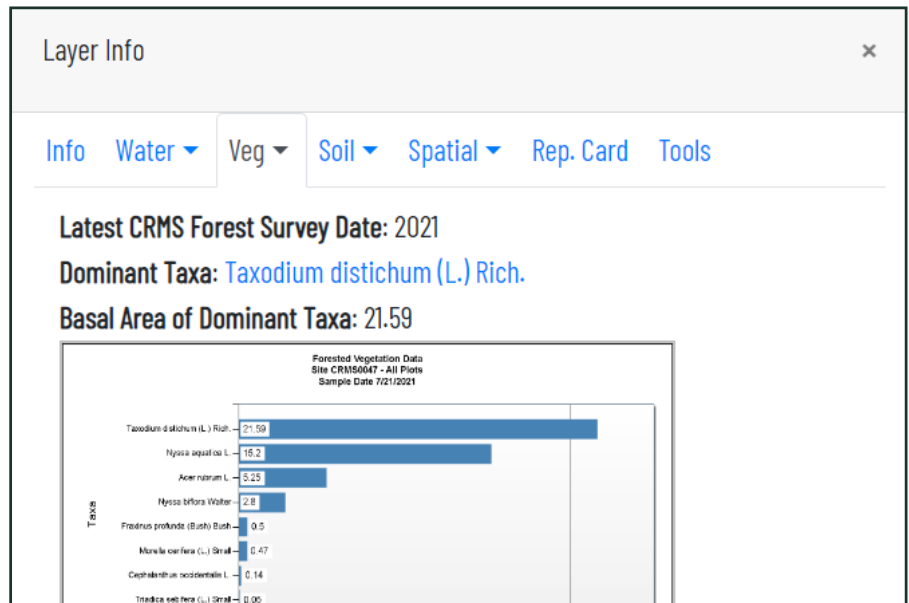 Layer Info ×
Info Water Veg Soil Spatial Rep. Card Tools
Latest CRMS Forest Survey Date: 2021
Dominant Taxa: Taxodium distichum (L.) Rich.
Basal Area of Dominant Taxa: 21.59
Forested Vegetation Data
Site CRMS0047 - All Plots
Sample Date 7/21/2021
Taxodium distichum (L.) Rich. 21.59
Nyssa aquatica L. 15.2
Acer rubrum L. 5.25
Nyssa biflora Walter 2.8
Taxa
Fraxinus profunda (Bush) Bush 0.5
Morella cerifera (L.) Small 0.47
Cephalanthus occidentalis L. 0.14
Triadica sebifera (L.) Small 0.06